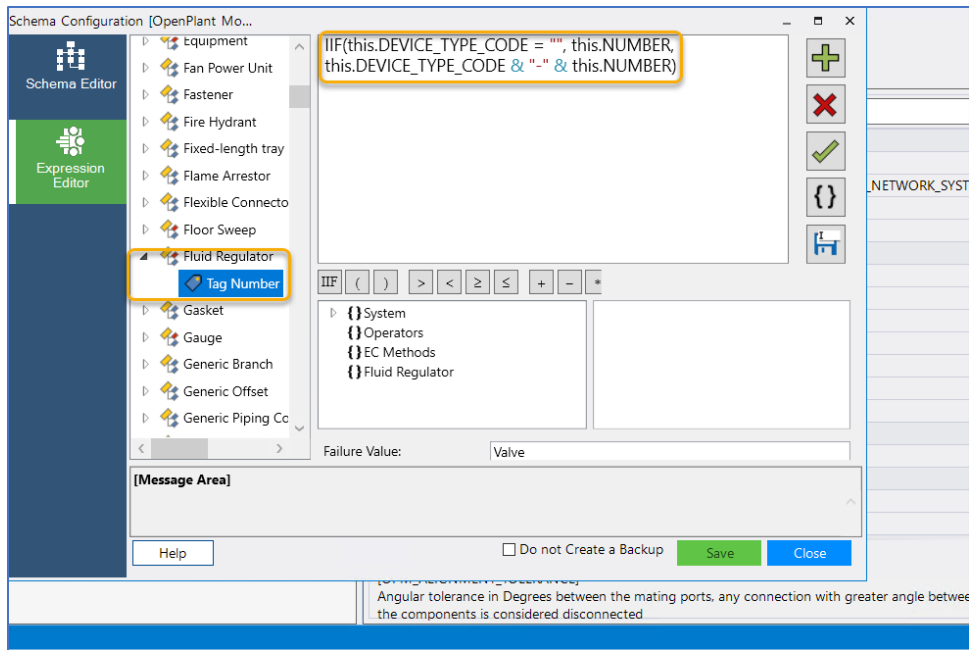 Schema Configuration [OpenPlant Mo...
Schema Editor
Expression
Editor
Equipment
Fan Power Unit
Fastener
Fire Hydrant
Fixed-length tray
Flame Arrestor
Flexible Connecto
Floor Sweep
Fluid Regulator
Tag Number
Gasket
Gauge
Generic Branch
Generic Offset
Generic Piping Co
IIF(this.DEVICE_TYPE_CODE = "", this.NUMBER,
this.DEVICE_TYPE_CODE & "-" & this.NUMBER)
{}
IIF ( ) > < ≥ ≤ + − *
{} System
{} Operators
{} EC Methods
{} Fluid Regulator
Failure Value: Valve
[Message Area]
Help
Do not Create a Backup
Save
Close
_NETWORK_SYST
Angular tolerance in Degrees between the mating ports, any connection with greater angle betwee
the components is considered disconnected